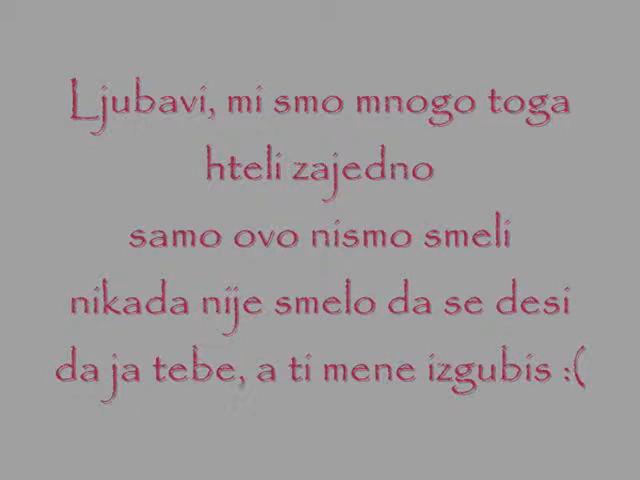 Ljubavi, mi smo mnogo toga
hteli zajedno
samo ovo nismo smeli
nikada nije smelo da se desi
da ja tebe, a ti mene izgubis :(